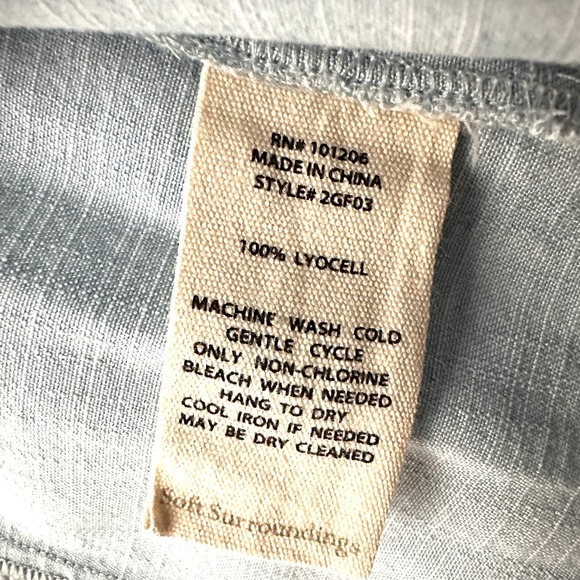 RN# 101206
MADE IN CHINA
STYLE# 2GF03
100% LYOCELL
MACHINE WASH COLD
GENTLE CYCLE
ONLY NON-CHLORINE
BLEACH WHEN NEEDED
HANG TO DRY
COOL IRON IF NEEDED
MAY BE DRY CLEANED
Soft Surroundings